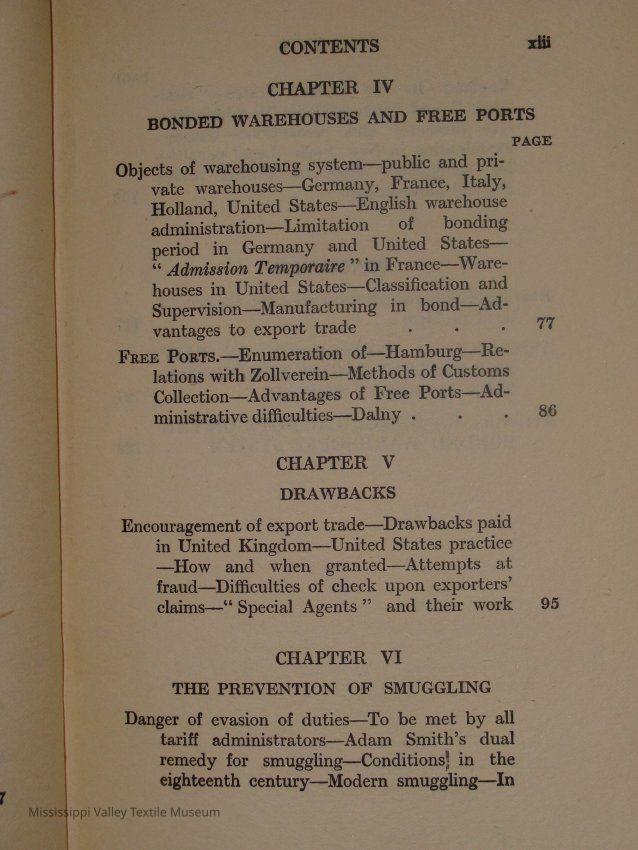 CONTENTS xiii
CHAPTER IV
BONDED WAREHOUSES AND FREE PORTS
PAGE
Objects of warehousing system—public and pri-
vate warehouses—Germany, France, Italy,
Holland, United States—English warehouse
administration—Limitation of bonding
period in Germany and United States—
“ Admission Temporaire ” in France—Ware-
houses in United States—Classification and
Supervision—Manufacturing in bond—Ad-
vantages to export trade . . . 77
FREE PORTS.—Enumeration of—Hamburg—Re-
lations with Zollverein—Methods of Customs
Collection—Advantages of Free Ports—Ad-
ministrative difficulties—Dalny . . . 86
CHAPTER V
DRAWBACKS
Encouragement of export trade—Drawbacks paid
in United Kingdom—United States practice
—How and when granted—Attempts at
fraud—Difficulties of check upon exporters’
claims—“ Special Agents ” and their work 95
CHAPTER VI
THE PREVENTION OF SMUGGLING
Danger of evasion of duties—To be met by all
tariff administrators—Adam Smith’s dual
remedy for smuggling—Conditions in the
eighteenth century—Modern smuggling—In
7
Mississippi Valley Textile Museum